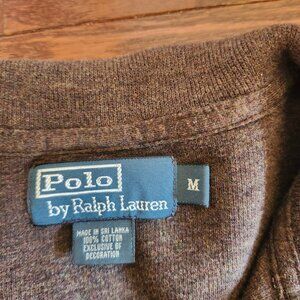 Polo
by Ralph Lauren
M
MADE IN SRI LANKA
100% COTTON
EXCLUSIVE OF
DECORATION